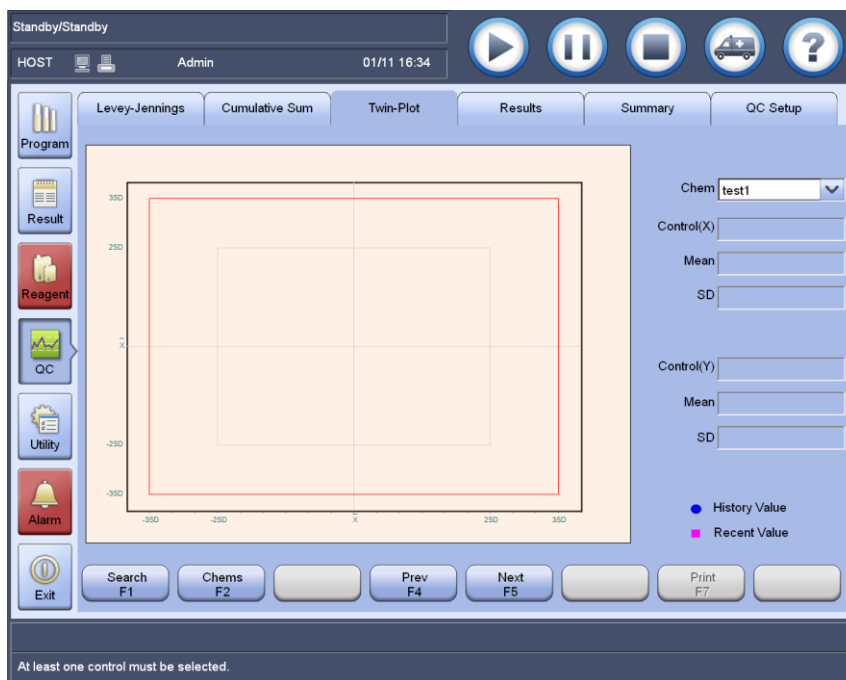 Standby/Standby
HOST Admin 01/11 16:34
Levey-Jennings Cumulative Sum Twin-Plot Results Summary QC Setup
Program
Result
Reagent
QC
Utility
Alarm
Exit
3SD
2SD
X
-2SD
-3SD
-3SD -2SD X 2SD 3SD
Chem test1
Control(X)
Mean
SD
Control(Y)
Mean
SD
History Value
Recent Value
Search
F1
Chems
F2
Prev
F4
Next
F5
Print
F7
At least one control must be selected.